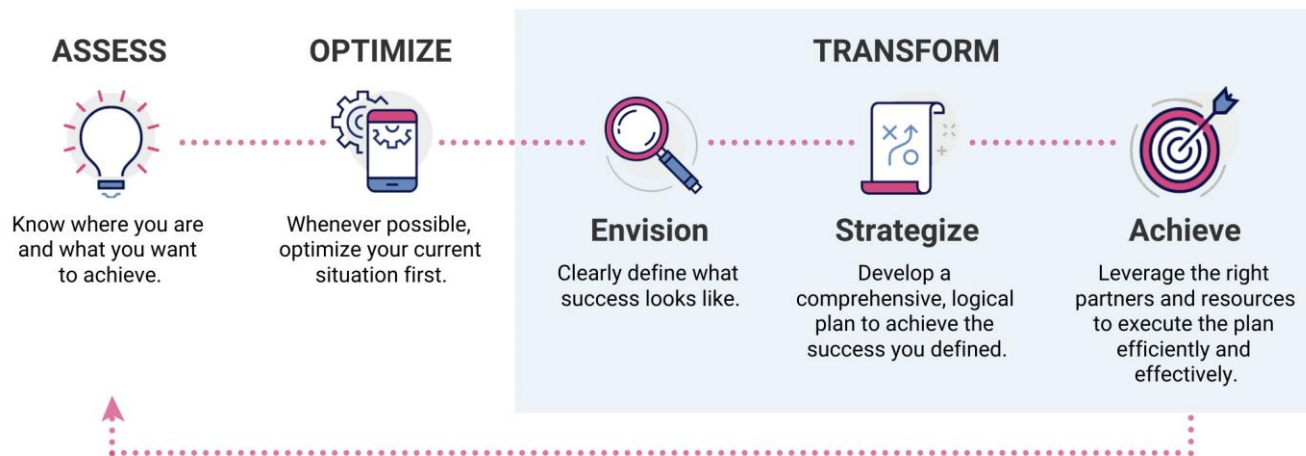 ASSESS
Know where you are
and what you want
to achieve.
OPTIMIZE
Whenever possible,
optimize your current
situation first.
TRANSFORM
Envision
Clearly define what
success looks like.
Strategize
Develop a
comprehensive, logical
plan to achieve the
success you defined.
Achieve
Leverage the right
partners and resources
to execute the plan
efficiently and
effectively.